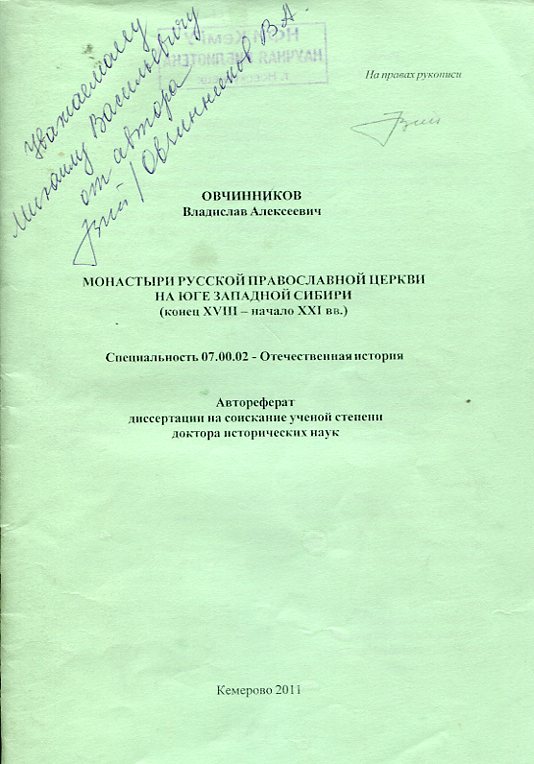 Уважаемому
Михаилу Васильевичу
от автора
/Овчинников В.А.
НАУЧНАЯ БИБЛИОТЕКА
На правах рукописи
ОВЧИННИКОВ
Владислав Алексеевич
МОНАСТЫРИ РУССКОЙ ПРАВОСЛАВНОЙ ЦЕРКВИ
НА ЮГЕ ЗАПАДНОЙ СИБИРИ
(конец XVIII – начало XXI вв.)
Специальность 07.00.02 - Отечественная история
Автореферат
диссертации на соискание ученой степени
доктора исторических наук
Кемерово 2011